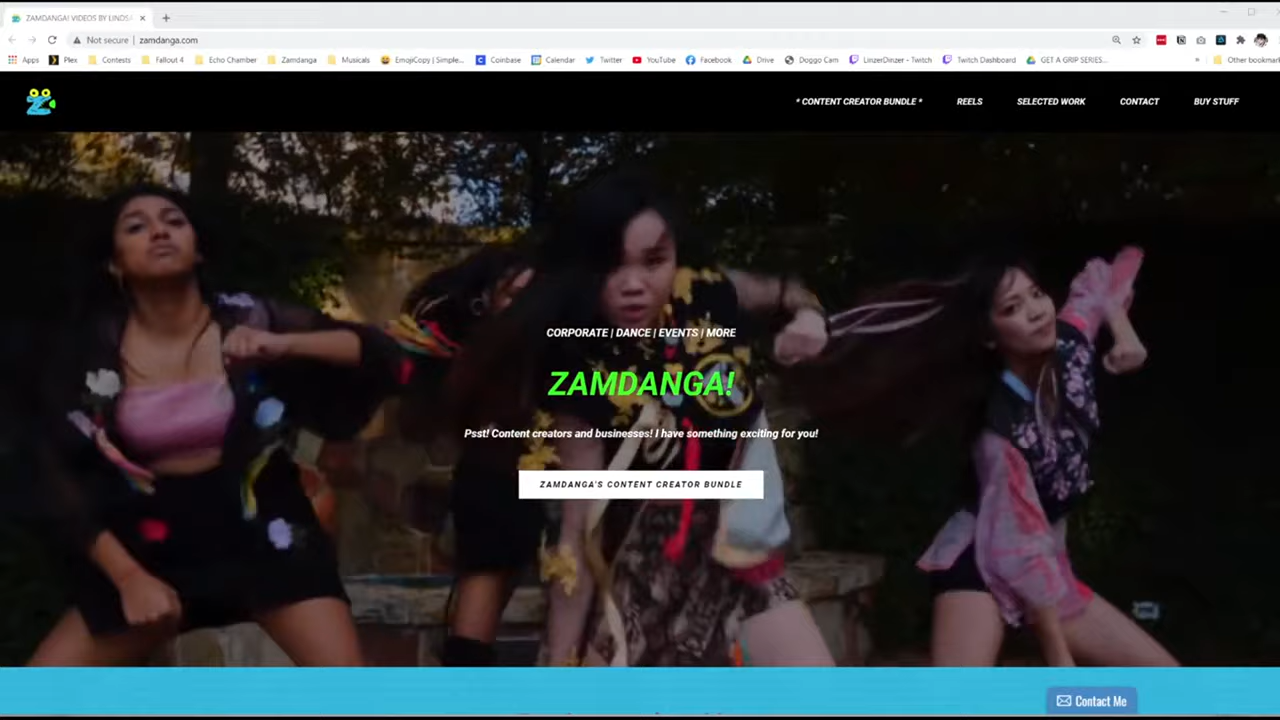 ZAMDANGA! VIDEOS BY LINDS
Not secure | zamdanga.com
Apps Plex Contests Fallout 4 Echo Chamber Zamdanga Musicals EmojiCopy | Simple... Coinbase Calendar Twitter YouTube Facebook Drive Doggo Cam LinzerDinzer - Twitch Twitch Dashboard GET A GRIP SERIES... » Other bookmar
* CONTENT CREATOR BUNDLE * REELS SELECTED WORK CONTACT BUY STUFF
CORPORATE | DANCE | EVENTS | MORE
ZAMDANGA!
Psst! Content creators and businesses! I have something exciting for you!
ZAMDANGA'S CONTENT CREATOR BUNDLE
Contact Me